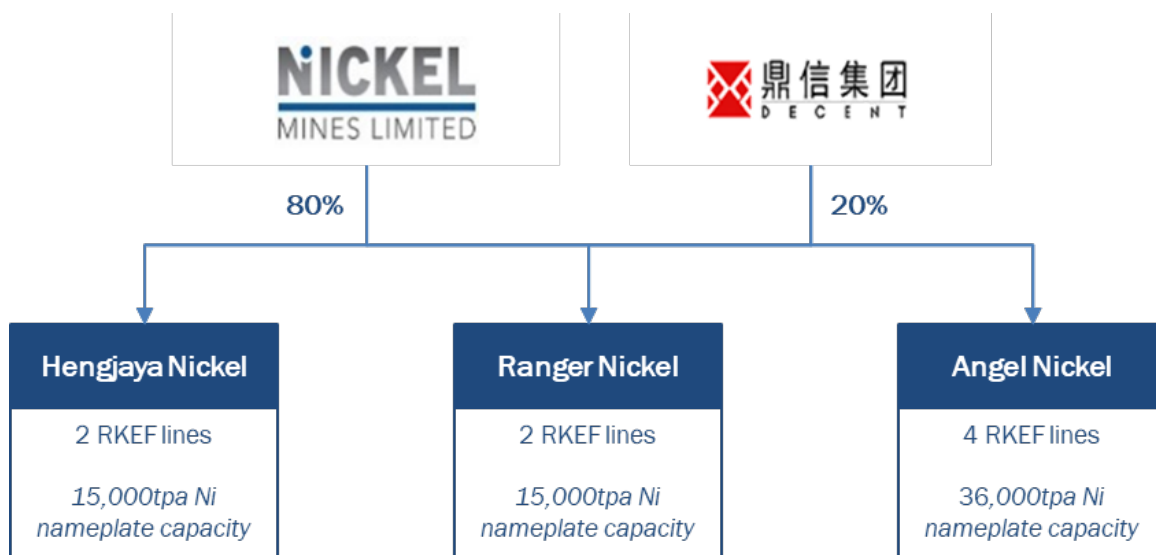 NICKEL
MINES LIMITED
鼎信集团
DECENT
80%
20%
Hengjaya Nickel
2 RKEF lines
15,000tpa Ni
nameplate capacity
Ranger Nickel
2 RKEF lines
15,000tpa Ni
nameplate capacity
Angel Nickel
4 RKEF lines
36,000tpa Ni
nameplate capacity